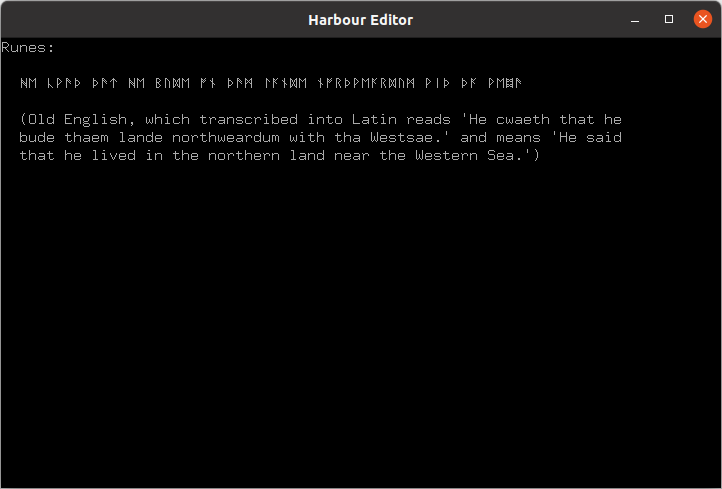 Harbour Editor
Runes:
ᚻᛖ ᚳᚹᚫᚦ ᚦᚫᛏ ᚻᛖ ᛒᚢᛞᛖ ᚩᚾ ᚦᚫᛗ ᛚᚪᚾᛞᛖ ᚾᚩᚱᚦᚹᛖᚪᚱᛞᚢᛗ ᚹᛁᚦ ᚦᚪ ᚹᛖᛥᚫ
(Old English, which transcribed into Latin reads 'He cwaeth that he
bude thaem lande northweardum with tha Westsae.' and means 'He said
that he lived in the northern land near the Western Sea.')